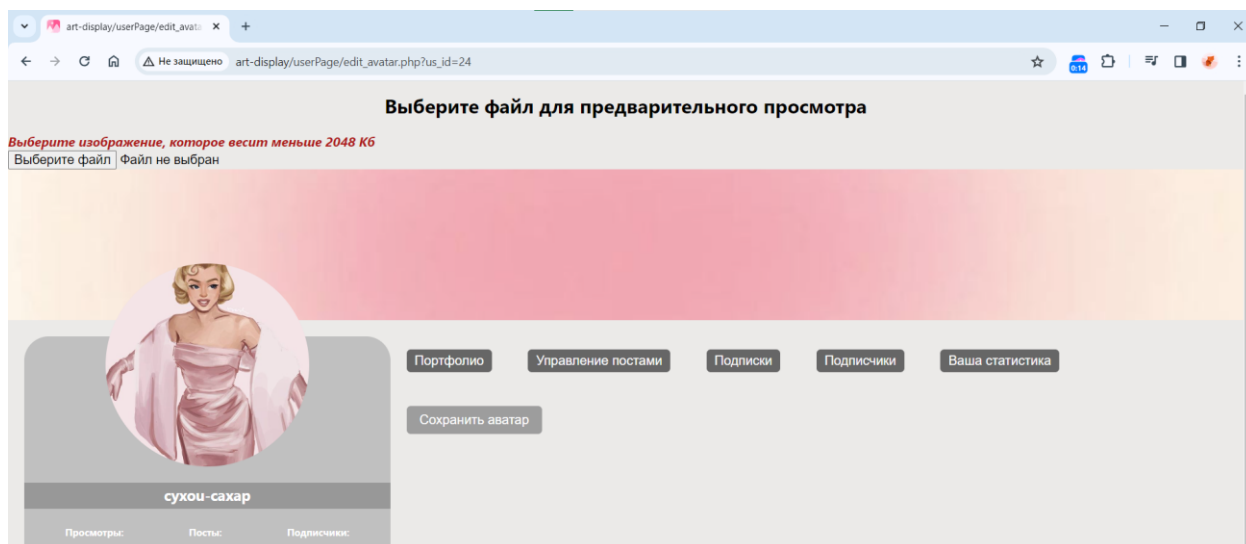 art-display/userPage/edit_avata
Не защищено art-display/userPage/edit_avatar.php?us_id=24
0:14
Выберите файл для предварительного просмотра
Выберите изображение, которое весит меньше 2048 Кб
Выберите файл Файл не выбран
Портфолио Управление постами Подписки Подписчики Ваша статистика
Сохранить аватар
сухои-сахар
Просмотры: Посты: Подписчики: